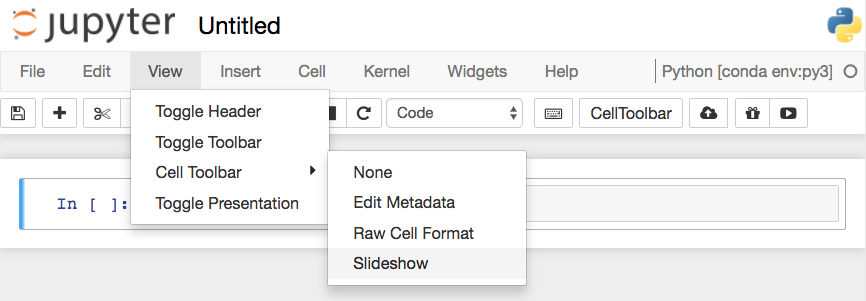 jupyter Untitled
File Edit View Insert Cell Kernel Widgets Help Python [conda env:py3]
Code CellToolbar
Toggle Header
Toggle Toolbar
Cell Toolbar
Toggle Presentation
None
Edit Metadata
Raw Cell Format
Slideshow
In [ ]: